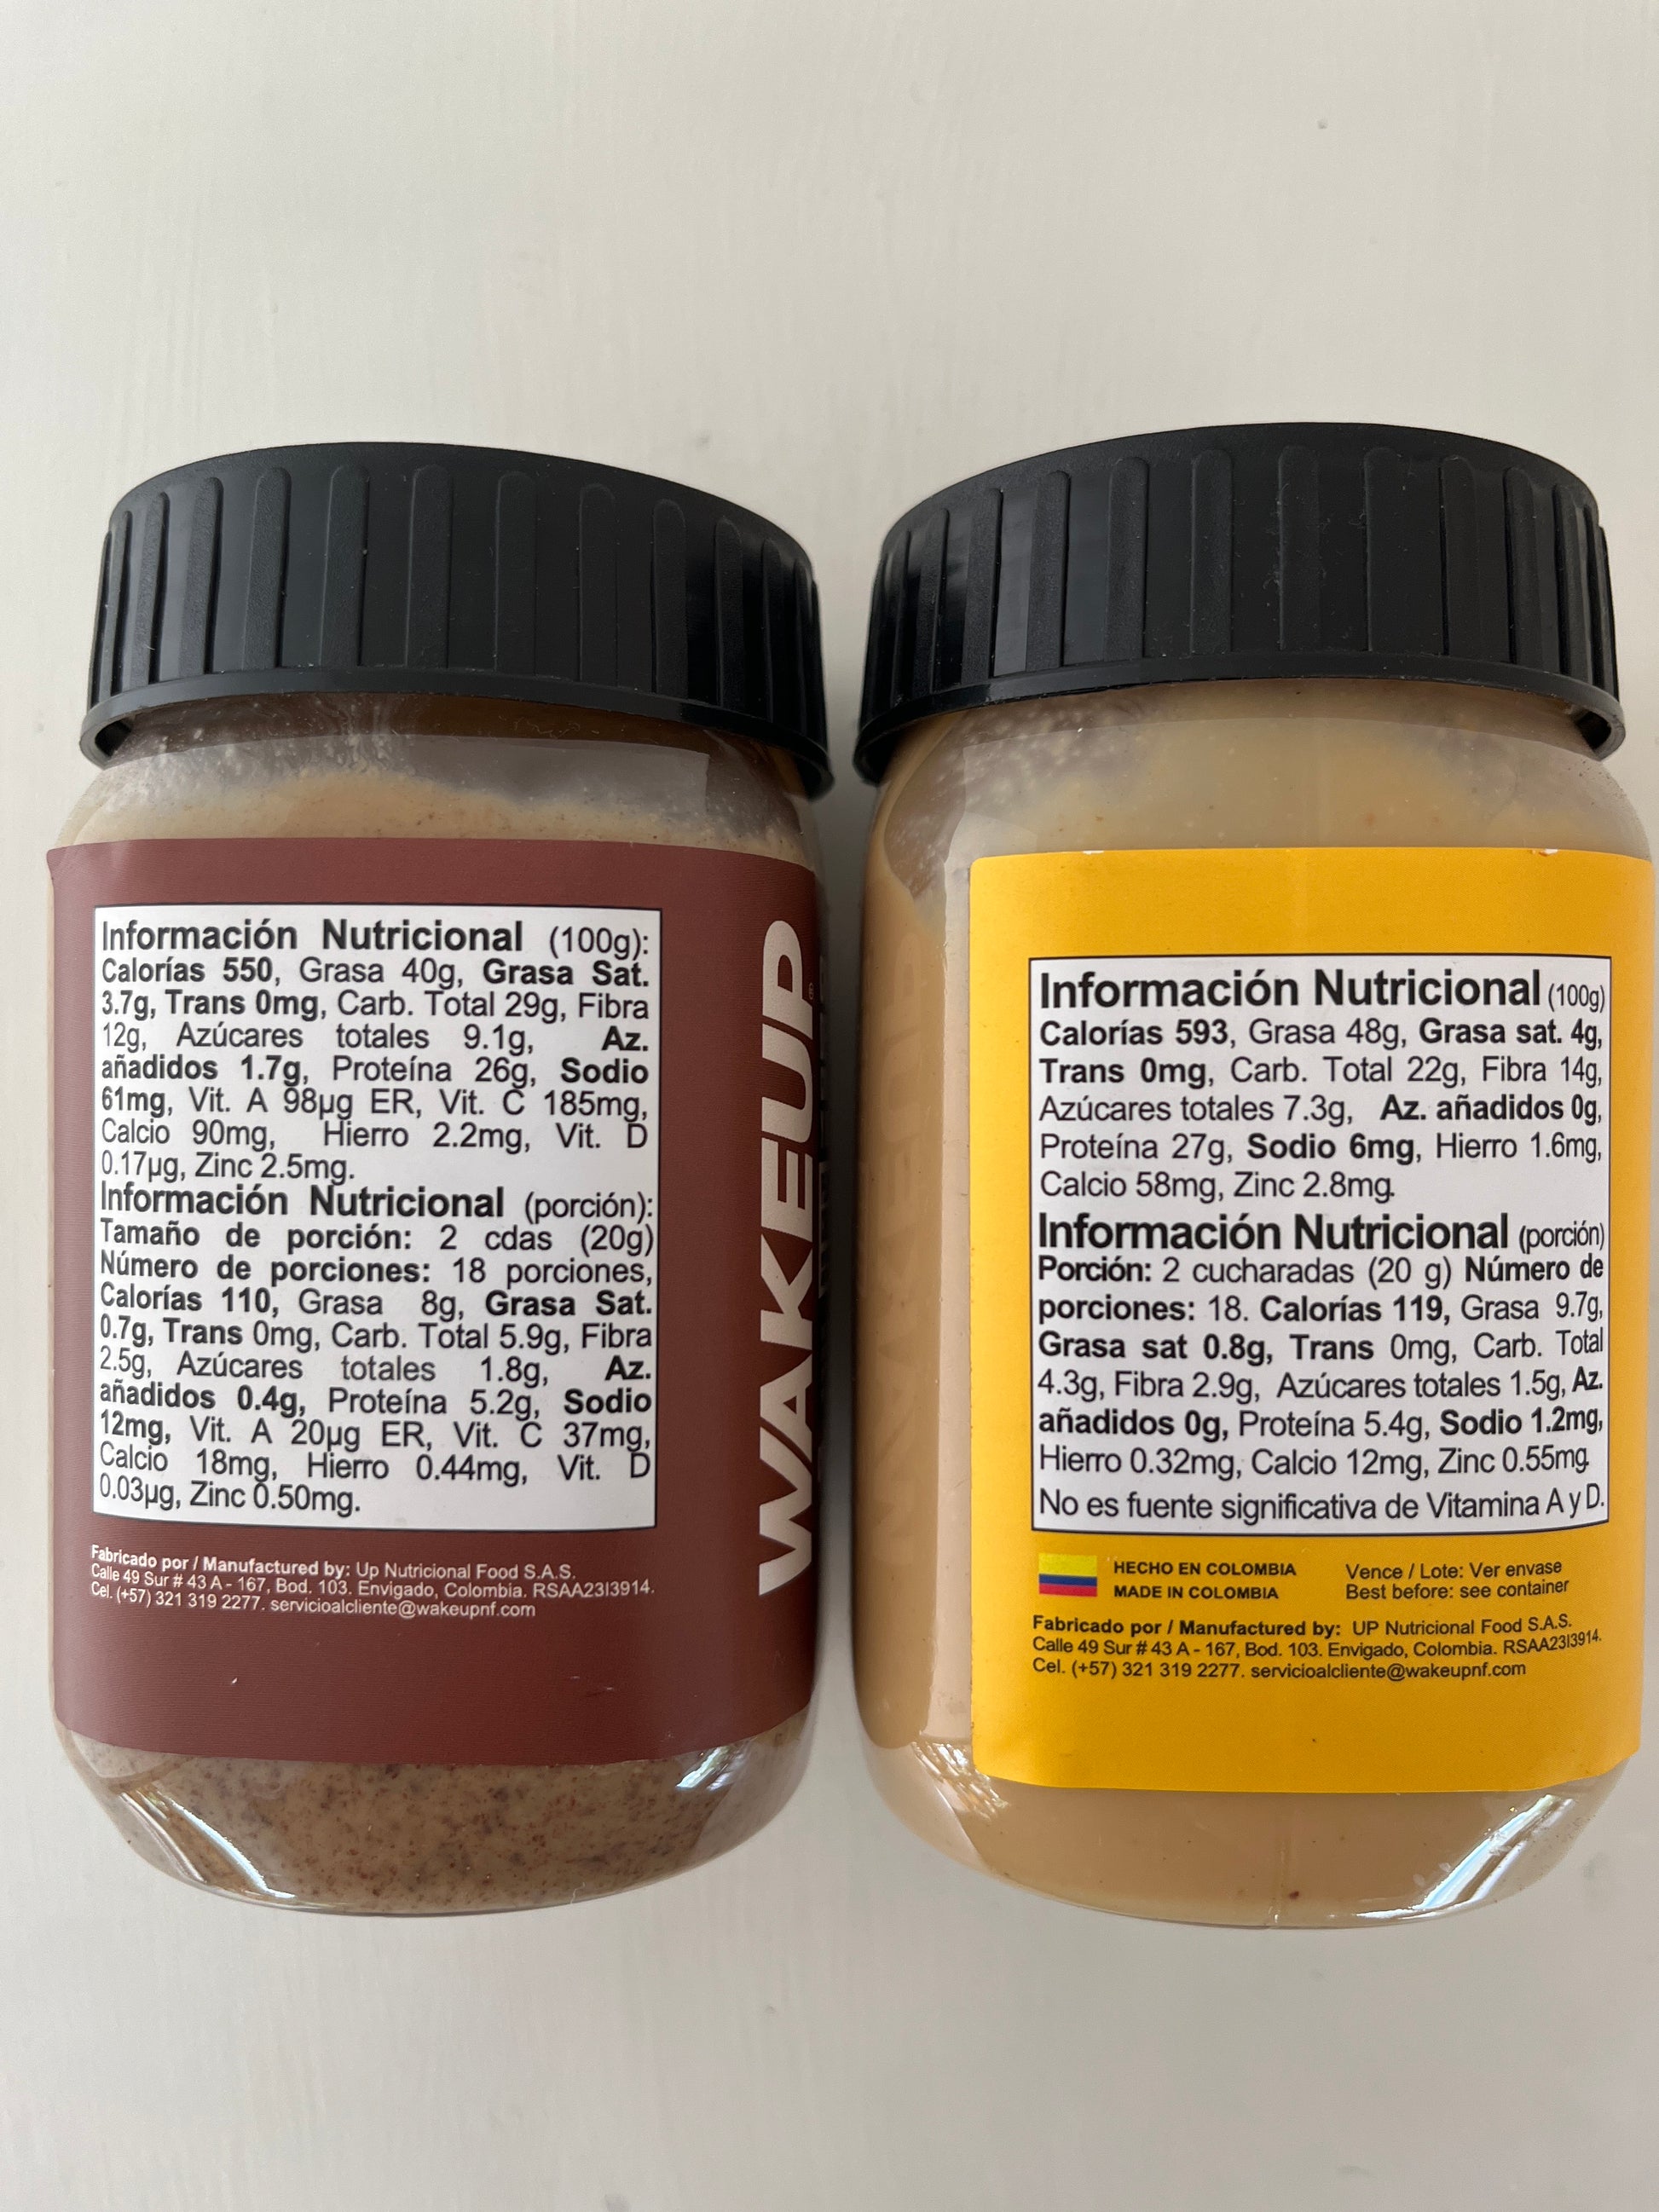 Información Nutricional (100g):
Calorías 550, Grasa 40g, Grasa Sat.
3.7g, Trans 0mg, Carb. Total 29g, Fibra
12g, Azúcares totales 9.1g, Az.
añadidos 1.7g, Proteína 26g, Sodio
61mg, Vit. A 98µg ER, Vit. C 185mg,
Calcio 90mg, Hierro 2.2mg, Vit. D
0.17µg, Zinc 2.5mg.
Información Nutricional (porción):
Tamaño de porción: 2 cdas (20g)
Número de porciones: 18 porciones,
Calorías 110, Grasa 8g, Grasa Sat.
0.7g, Trans 0mg, Carb. Total 5.9g, Fibra
2.5g, Azúcares totales 1.8g, Az.
añadidos 0.4g, Proteína 5.2g, Sodio
12mg, Vit. A 20µg ER, Vit. C 37mg,
Calcio 18mg, Hierro 0.44mg, Vit. D
0.03µg, Zinc 0.50mg.
Fabricado por / Manufactured by: Up Nutricional Food S.A.S.
Calle 49 Sur # 43 A - 167, Bod. 103. Envigado, Colombia. RSAA23I3914.
Cel. (+57) 321 319 2277. servicioalcliente@wakeupnf.com
WAKEUP®
Información Nutricional (100g)
Calorías 593, Grasa 48g, Grasa sat. 4g,
Trans 0mg, Carb. Total 22g, Fibra 14g,
Azúcares totales 7.3g, Az. añadidos 0g,
Proteína 27g, Sodio 6mg, Hierro 1.6mg,
Calcio 58mg, Zinc 2.8mg.
Información Nutricional (porción)
Porción: 2 cucharadas (20 g) Número de
porciones: 18. Calorías 119, Grasa 9.7g,
Grasa sat 0.8g, Trans 0mg, Carb. Total
4.3g, Fibra 2.9g, Azúcares totales 1.5g, Az.
añadidos 0g, Proteína 5.4g, Sodio 1.2mg,
Hierro 0.32mg, Calcio 12mg, Zinc 0.55mg.
No es fuente significativa de Vitamina A y D.
HECHO EN COLOMBIA
MADE IN COLOMBIA
Vence / Lote: Ver envase
Best before: see container
Fabricado por / Manufactured by: UP Nutricional Food S.A.S.
Calle 49 Sur # 43 A - 167, Bod. 103. Envigado, Colombia. RSAA23I3914.
Cel. (+57) 321 319 2277. servicioalcliente@wakeupnf.com